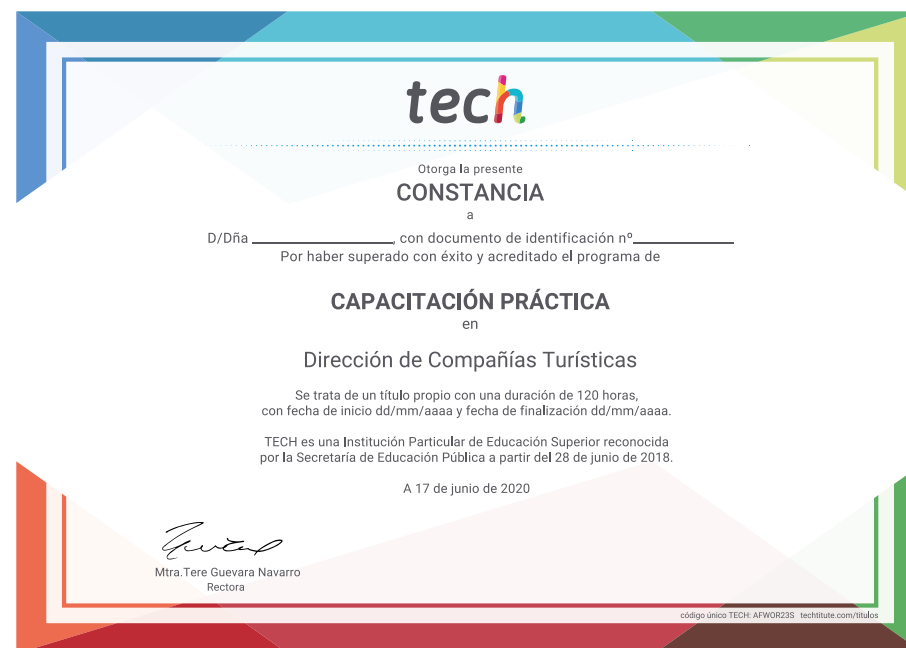 tech
Otorga la presente
CONSTANCIA
a
D/Dña ____________________, con documento de identificación nº______________
Por haber superado con éxito y acreditado el programa de
CAPACITACIÓN PRÁCTICA
en
Dirección de Compañías Turísticas
Se trata de un título propio con una duración de 120 horas,
con fecha de inicio dd/mm/aaaa y fecha de finalización dd/mm/aaaa.
TECH es una Institución Particular de Educación Superior reconocida
por la Secretaría de Educación Pública a partir del 28 de junio de 2018.
A 17 de junio de 2020
Mtra.Tere Guevara Navarro
Rectora
código único TECH: AFWOR23S techtitute.com/titulos